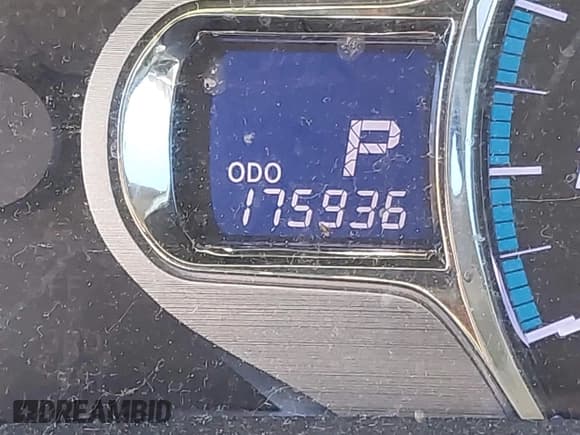 P
ODO
175936
DREAMBID